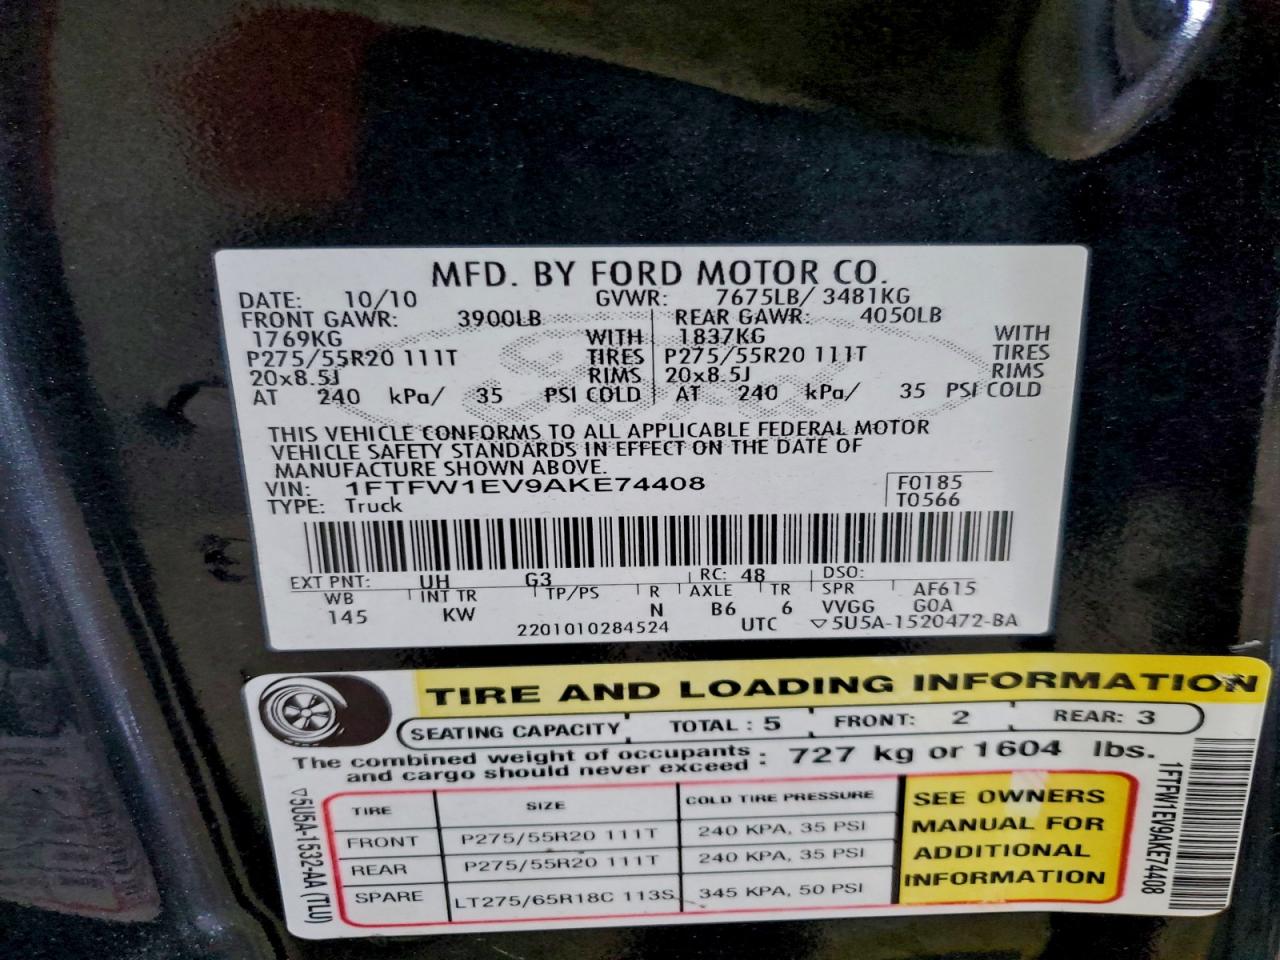 MFD. BY FORD MOTOR CO.
DATE: 10/10 GVWR: 7675LB/ 3481KG
FRONT GAWR: 3900LB REAR GAWR: 4050LB
1769KG WITH 1837KG WITH
P275/55R20 111T TIRES P275/55R20 111T TIRES
20x8.5J RIMS 20x8.5J RIMS
AT 240 kPa/ 35 PSI COLD AT 240 kPa/ 35 PSI COLD
THIS VEHICLE CONFORMS TO ALL APPLICABLE FEDERAL MOTOR
VEHICLE SAFETY STANDARDS IN EFFECT ON THE DATE OF
MANUFACTURE SHOWN ABOVE.
VIN: 1FTFW1EV9AKE74408 F0185
TYPE: Truck T0566
EXT PNT: UH G3 RC: 48 DSO:
WB INT TR TP/PS R AXLE TR SPR AF615
145 KW N B6 6 VVGG GOA
2201010284524 UTC ▽5U5A-1520472-BA
TIRE AND LOADING INFORMATION
SEATING CAPACITY TOTAL : 5 FRONT: 2 REAR: 3
The combined weight of occupants
and cargo should never exceed : 727 kg or 1604 lbs.
TIRE SIZE COLD TIRE PRESSURE
FRONT P275/55R20 111T 240 KPA, 35 PSI
REAR P275/55R20 111T 240 KPA, 35 PSI
SPARE LT275/65R18C 113S 345 KPA, 50 PSI
SEE OWNERS
MANUAL FOR
ADDITIONAL
INFORMATION
▽5U5A-1532-AA (TLU)
1FTFW1EV9AKE74408